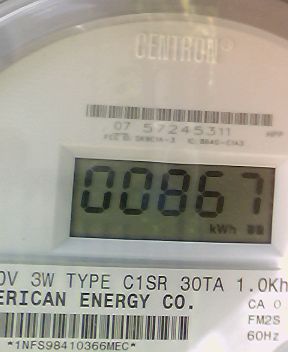 CENTRON®
07 57245311
00867
kWh
0V 3W TYPE C1SR 30TA 1.0Kh
ERICAN ENERGY CO.
CA 0
FM2S
60Hz
*1NFS98410366MEC*